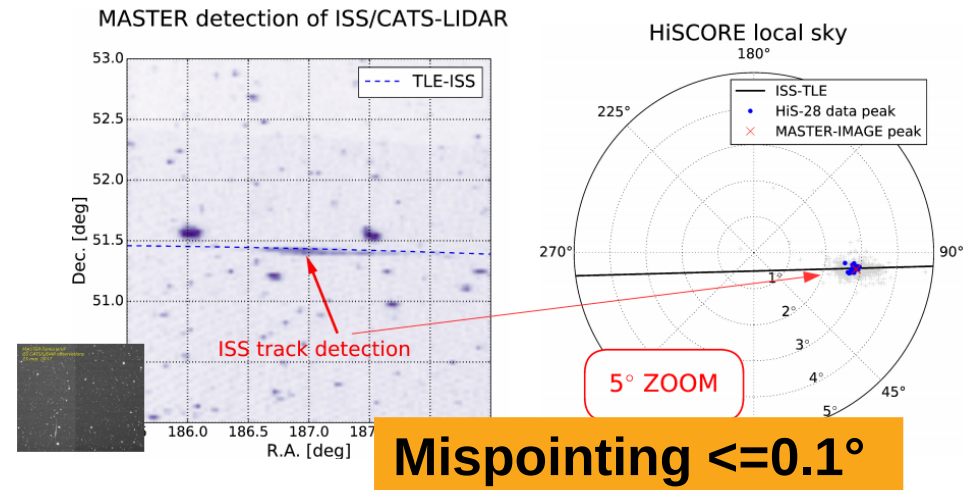 MASTER detection of ISS/CATS-LIDAR
53.0
TLE-ISS
52.5
52.0
51.5
51.0
Dec. [deg]
ISS track detection
186.0 186.5 187.0 187
R.A. [deg]
HiSCORE local sky
180°
ISS-TLE
HiS-28 data peak
MASTER-IMAGE peak
225°
270°
90°
1°
2°
3°
4°
5°
45°
5° ZOOM
Mispointing <=0.1°